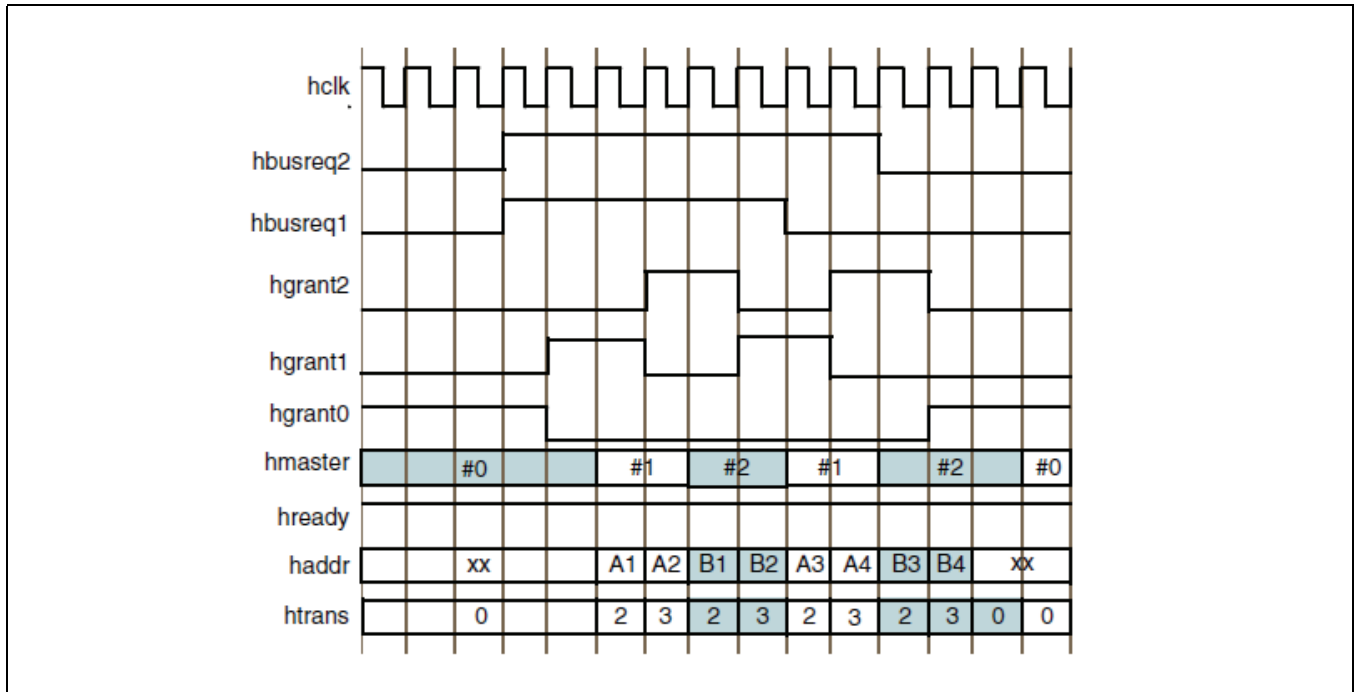 hclk
hbusreq2
hbusreq1
hgrant2
hgrant1
hgrant0
hmaster #0 #1 #2 #1 #2 #0
hready
haddr xx A1 A2 B1 B2 A3 A4 B3 B4 xx
htrans 0 2 3 2 3 2 3 2 3 0 0